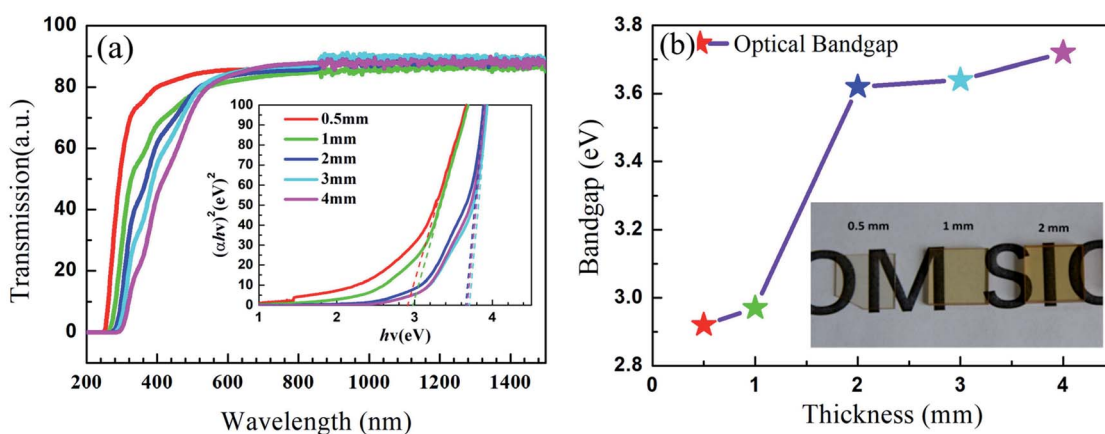 (a)
Transmission(a.u.)
100
80
60
40
20
0
200
400
600
800
1000
1200
1400
Wavelength (nm)
(αhν)² (eV)²
100
90
80
70
60
50
40
30
20
10
0
1
2
3
4
hν(eV)
0.5mm
1mm
2mm
3mm
4mm
(b)
Optical Bandgap
Bandgap (eV)
3.8
3.6
3.4
3.2
3.0
2.8
0
1
2
3
4
Thickness (mm)
0.5 mm 1 mm 2 mm
OM SIC